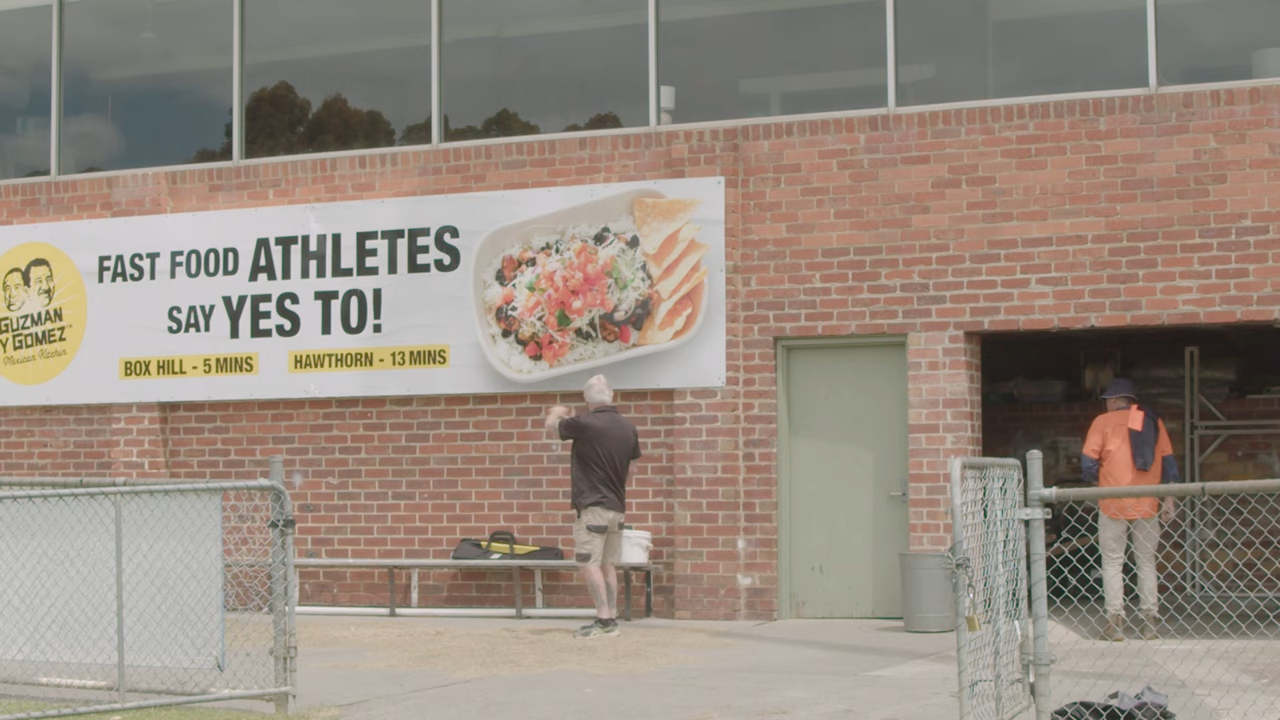 GUZMAN
Y GOMEZ
Mexican Kitchen
FAST FOOD ATHLETES
SAY YES TO!
BOX HILL - 5 MINS
HAWTHORN - 13 MINS